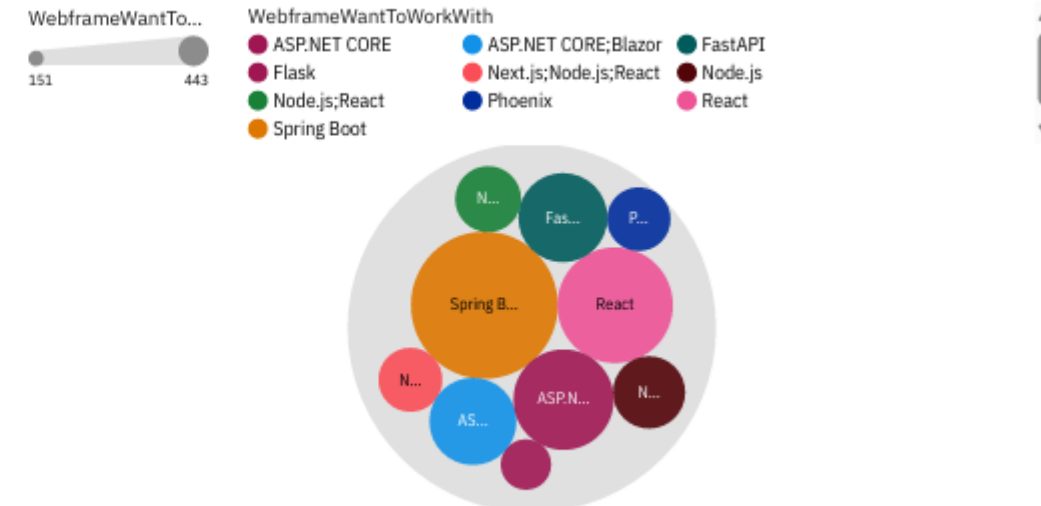 WebframeWantTo...
151
443
WebframeWantToWorkWith
ASP.NET CORE
ASP.NET CORE;Blazor
FastAPI
Flask
Next.js;Node.js;React
Node.js
Node.js;React
Phoenix
React
Spring Boot
N...
Fas...
P...
Spring B...
React
N...
ASP.N...
N...
AS...